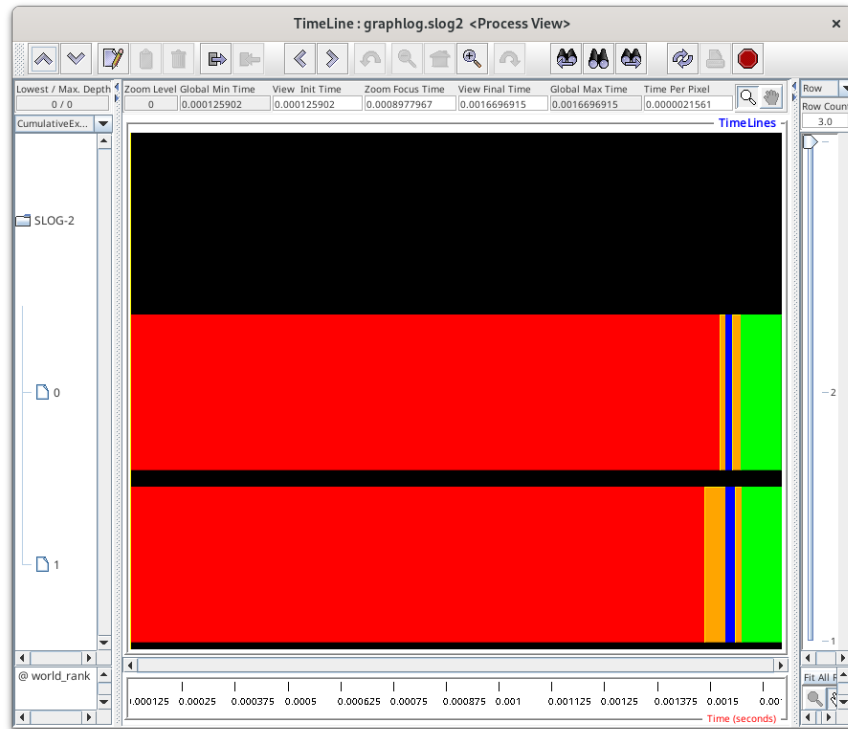 TimeLine : graphlog.slog2 <Process View>
Lowest / Max. Depth
0 / 0
Zoom Level Global Min Time View Init Time Zoom Focus Time View Final Time Global Max Time Time Per Pixel
0 0.000125902 0.000125902 0.0008977967 0.0016696915 0.0016696915 0.0000021561
Row
Row Count
3.0
CumulativeEx...
TimeLines
SLOG-2
0
1
2
1
@ world_rank
Fit All
0.00025 0.000375 0.0005 0.000625 0.00075 0.000875 0.001 0.001125 0.00125 0.001375 0.0015
Time (seconds)